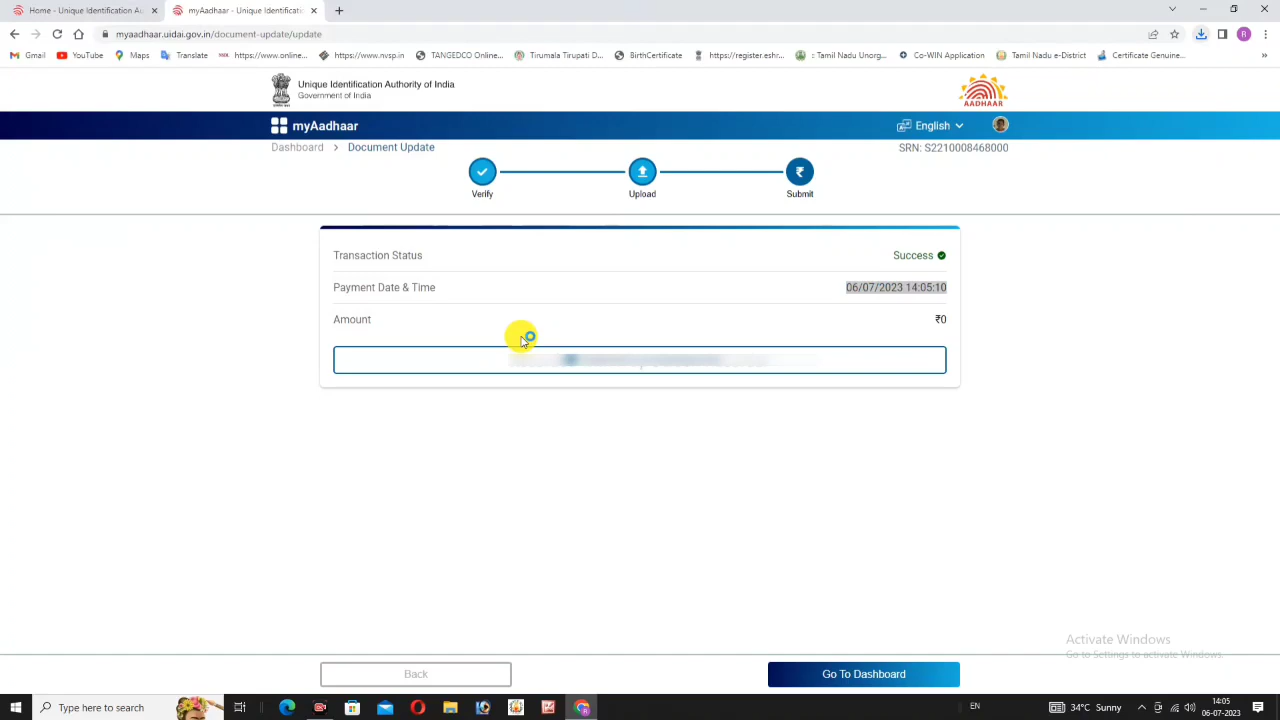 Home - Unique Identification Au
myAadhaar - Unique Identificatio
myaadhaar.uidai.gov.in/document-update/update
R
Gmail
YouTube
Maps
Translate
https://www.online...
https://www.nvsp.in
TANGEDCO Online...
Tirumala Tirupati D...
BirthCertificate
https://register.eshr...
: Tamil Nadu Unorg...
Co-WIN Application
Tamil Nadu e-District
Certificate Genuine...
Unique Identification Authority of India
Government of India
AADHAAR
myAadhaar
English
Dashboard > Document Update
SRN: S2210008468000
Verify
Upload
₹
Submit
Transaction Status
Success
Payment Date & Time
06/07/2023 14:05:10
Amount
₹0
Activate Windows
Go to Settings to activate Windows.
Back
Go To Dashboard
Type here to search
EN
34°C Sunny
14:05
06-07-2023